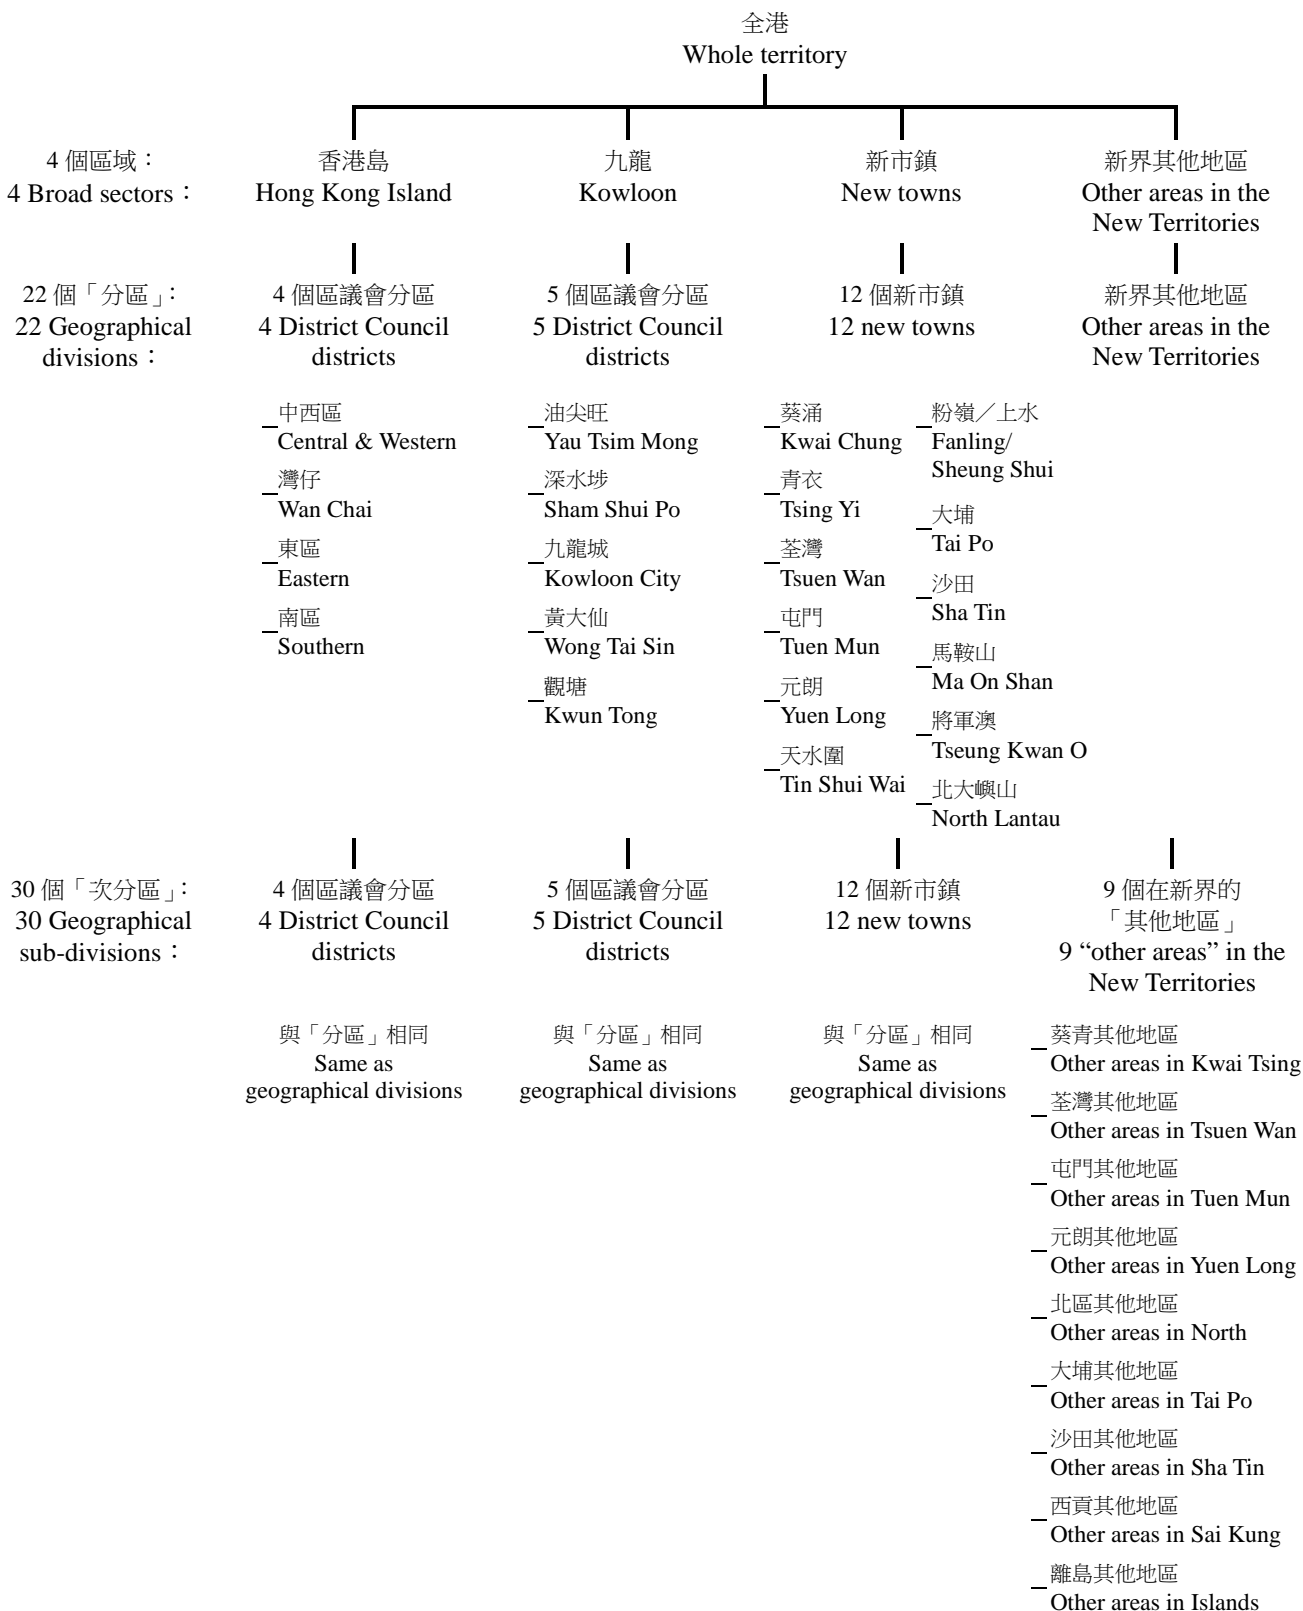 全港
Whole territory
4 個區域：
4 Broad sectors：
香港島
Hong Kong Island
九龍
Kowloon
新市鎮
New towns
新界其他地區
Other areas in the
New Territories
22 個「分區」：
22 Geographical
divisions：
4 個區議會分區
4 District Council
districts
5 個區議會分區
5 District Council
districts
12 個新市鎮
12 new towns
新界其他地區
Other areas in the
New Territories
中西區
Central & Western
灣仔
Wan Chai
東區
Eastern
南區
Southern
油尖旺
Yau Tsim Mong
深水埗
Sham Shui Po
九龍城
Kowloon City
黃大仙
Wong Tai Sin
觀塘
Kwun Tong
葵涌
Kwai Chung
青衣
Tsing Yi
荃灣
Tsuen Wan
屯門
Tuen Mun
元朗
Yuen Long
天水圍
Tin Shui Wai
粉嶺／上水
Fanling/
Sheung Shui
大埔
Tai Po
沙田
Sha Tin
馬鞍山
Ma On Shan
將軍澳
Tseung Kwan O
北大嶼山
North Lantau
30 個「次分區」：
30 Geographical
sub-divisions：
4 個區議會分區
4 District Council
districts
5 個區議會分區
5 District Council
districts
12 個新市鎮
12 new towns
9 個在新界的
「其他地區」
9 “other areas” in the
New Territories
與「分區」相同
Same as
geographical divisions
與「分區」相同
Same as
geographical divisions
與「分區」相同
Same as
geographical divisions
葵青其他地區
Other areas in Kwai Tsing
荃灣其他地區
Other areas in Tsuen Wan
屯門其他地區
Other areas in Tuen Mun
元朗其他地區
Other areas in Yuen Long
北區其他地區
Other areas in North
大埔其他地區
Other areas in Tai Po
沙田其他地區
Other areas in Sha Tin
西貢其他地區
Other areas in Sai Kung
離島其他地區
Other areas in Islands